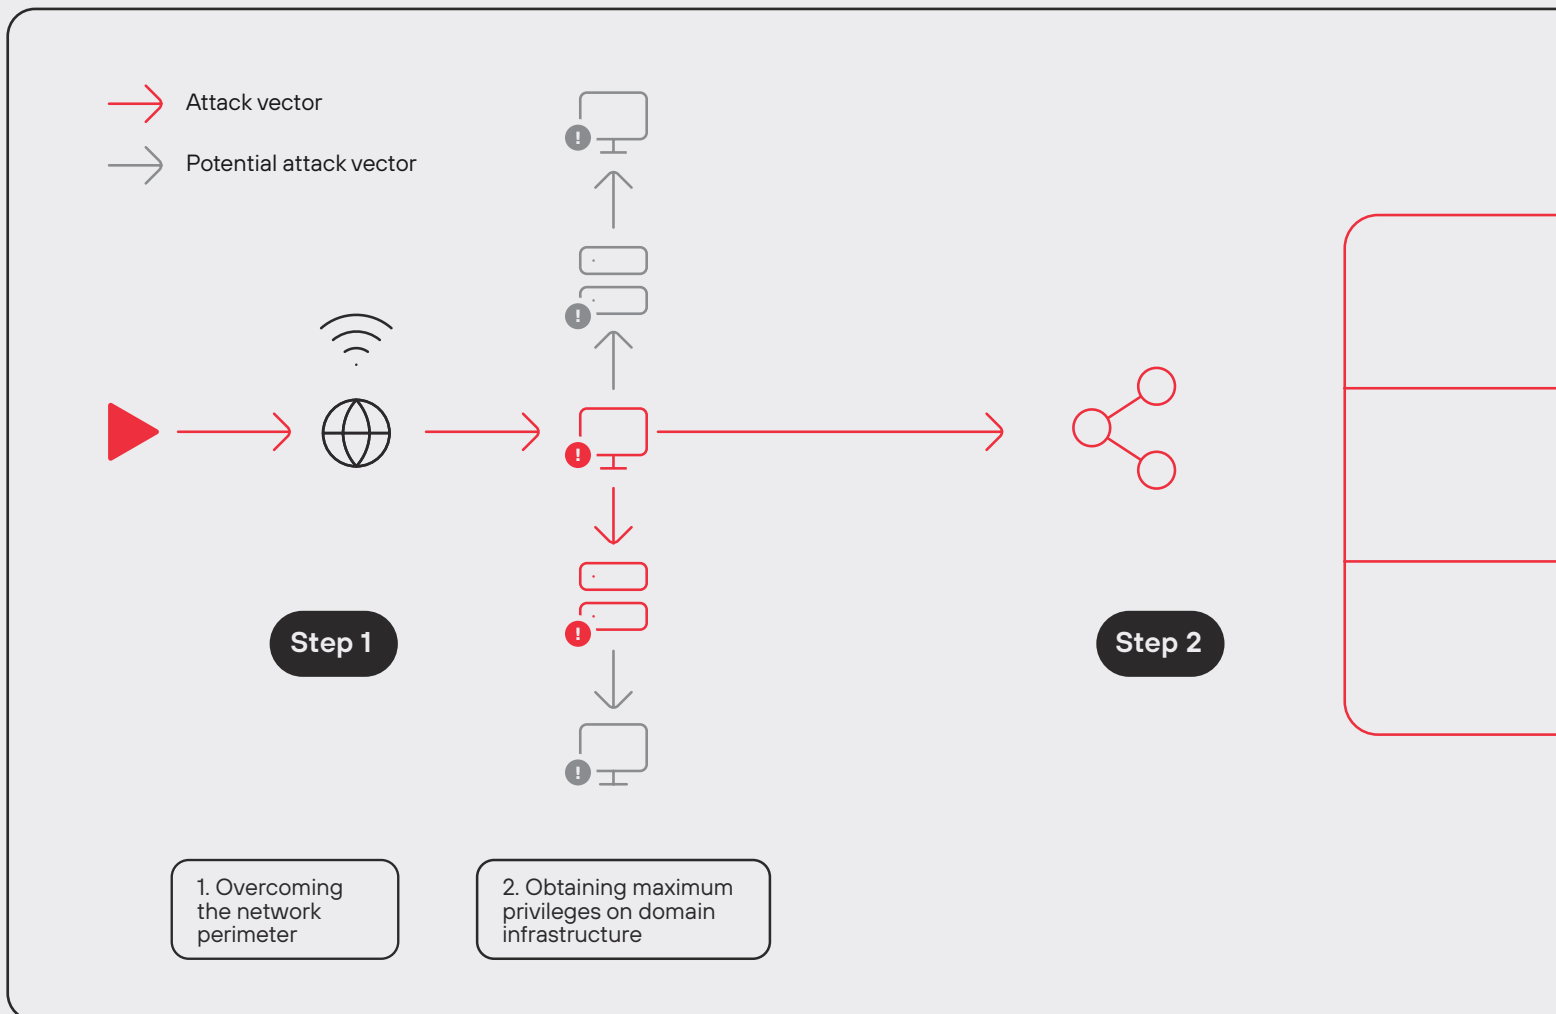 Attack vector
Potential attack vector
!
!
!
!
!
Step 1
Step 2
1. Overcoming
the network
perimeter
2. Obtaining maximum
privileges on domain
infrastructure